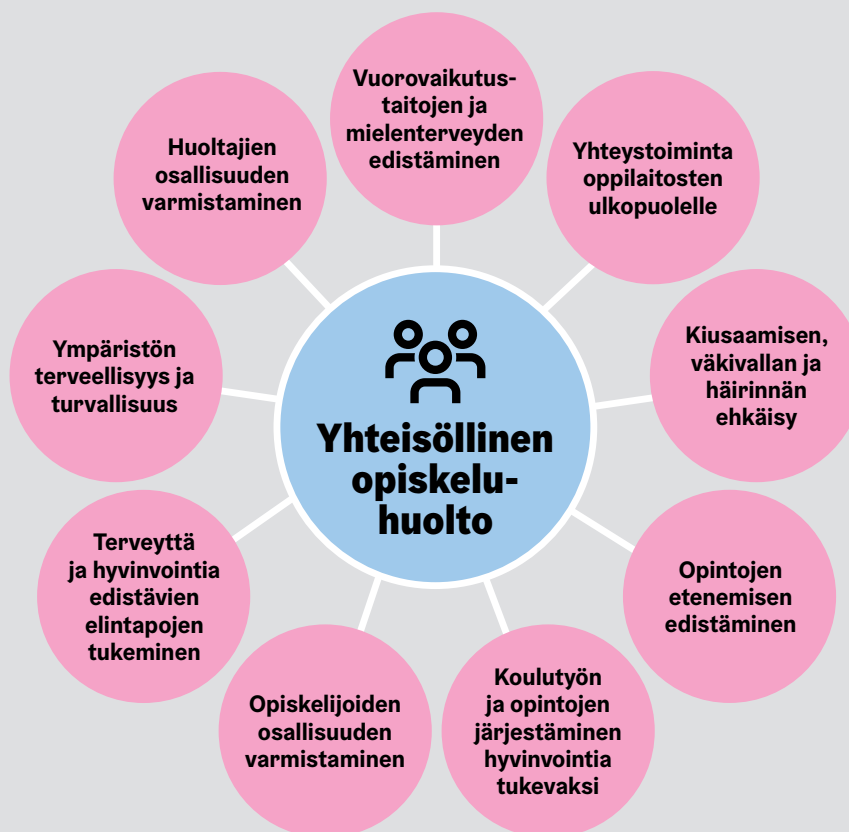 Vuorovaikutus-
taitojen ja
mielenterveyden
edistäminen
Huoltajien
osallisuuden
varmistaminen
Yhteystoiminta
oppilaitosten
ulkopuolelle
Ympäristön
terveellisyys ja
turvallisuus
Kiusaamisen,
väkivallan ja
häirinnän
ehkäisy
Yhteisöllinen
opiskelu-
huolto
Terveyttä
ja hyvinvointia
edistävien
elintapojen
tukeminen
Opintojen
etenemisen
edistäminen
Opiskelijoiden
osallisuuden
varmistaminen
Koulutyön
ja opintojen
järjestäminen
hyvinvointia
tukevaksi